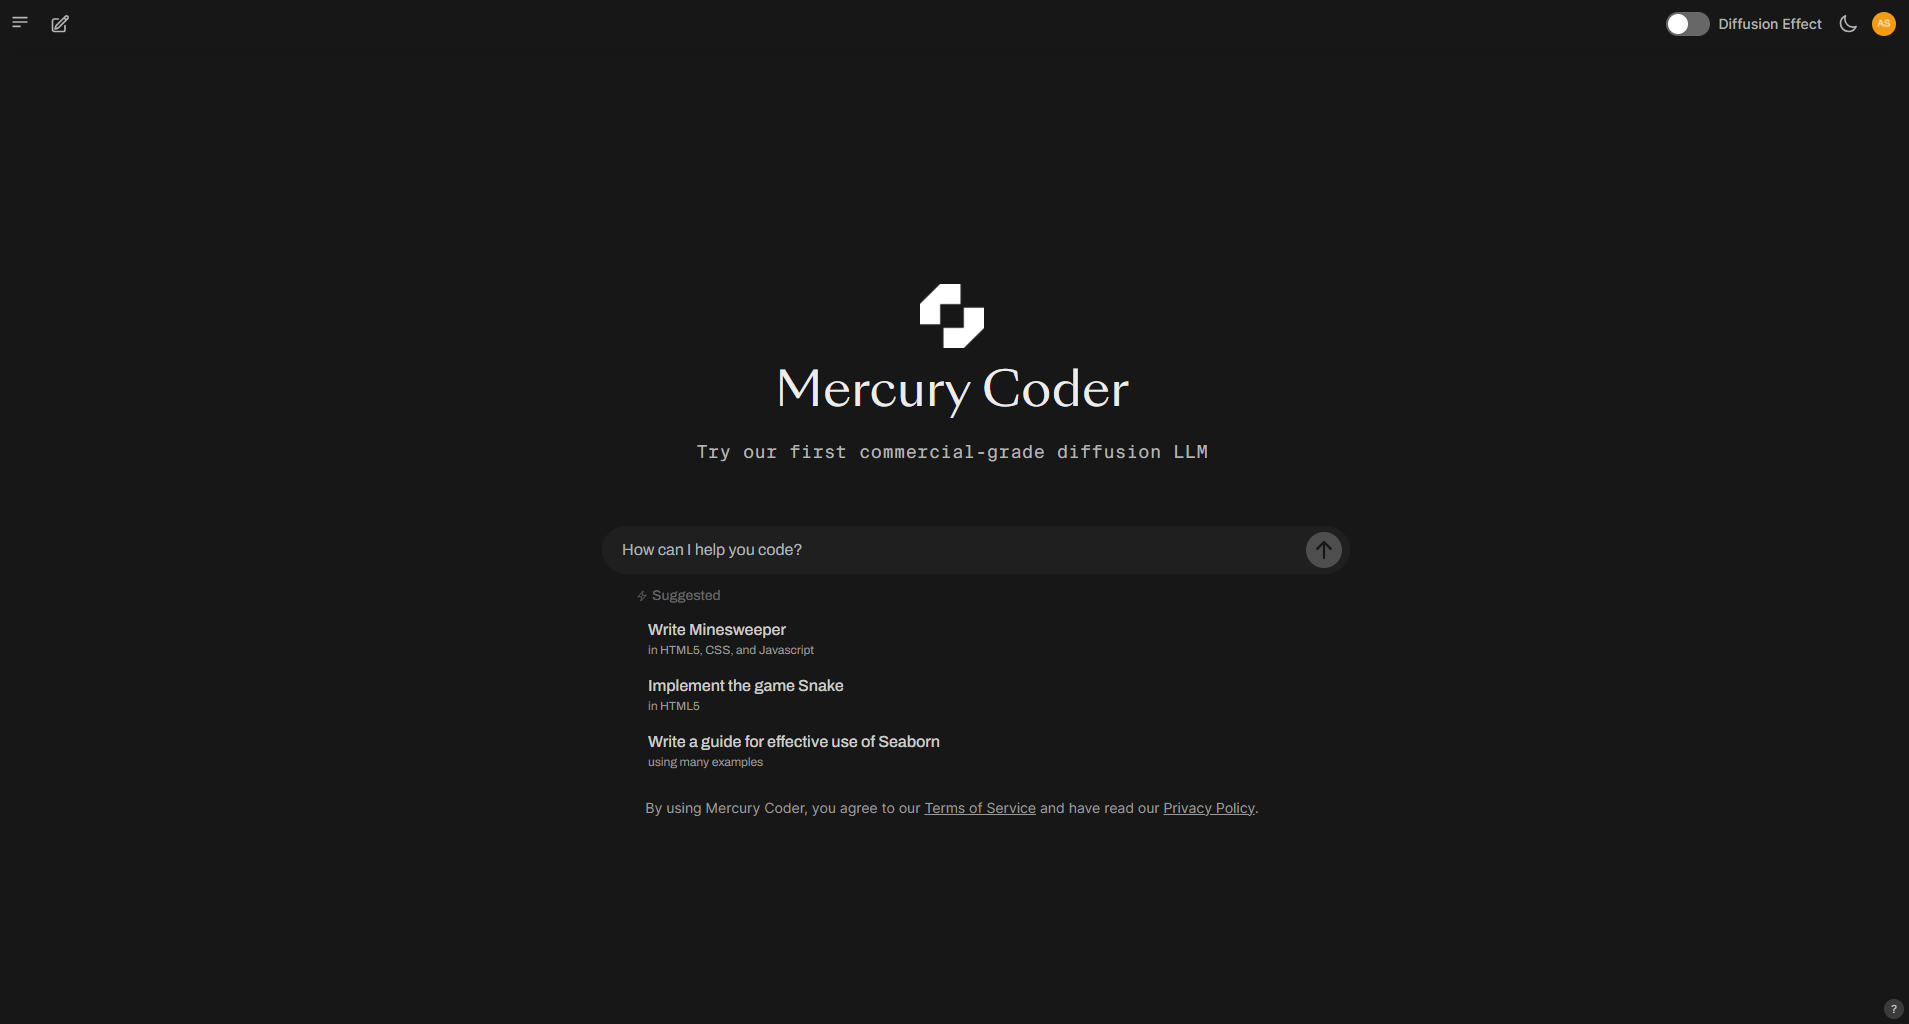 Diffusion Effect
AS
Mercury Coder
Try our first commercial-grade diffusion LLM
How can I help you code?
Suggested
Write Minesweeper
in HTML5, CSS, and Javascript
Implement the game Snake
in HTML5
Write a guide for effective use of Seaborn
using many examples
By using Mercury Coder, you agree to our Terms of Service and have read our Privacy Policy.
?